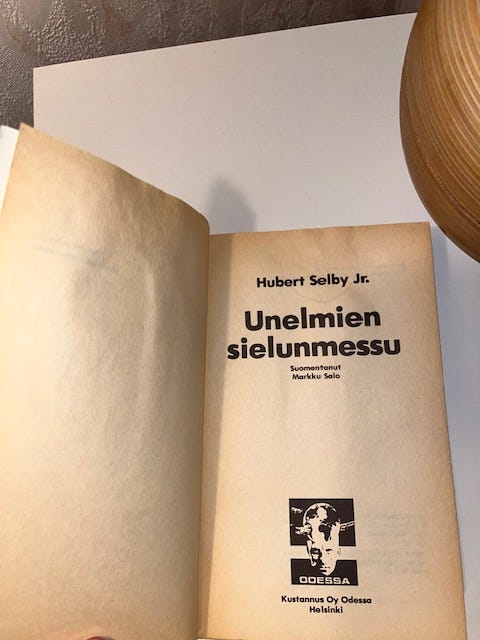 Hubert Selby Jr.
Unelmien
sielunmessu
Suomentanut
Markku Salo
ODESSA
Kustannus Oy Odessa
Helsinki